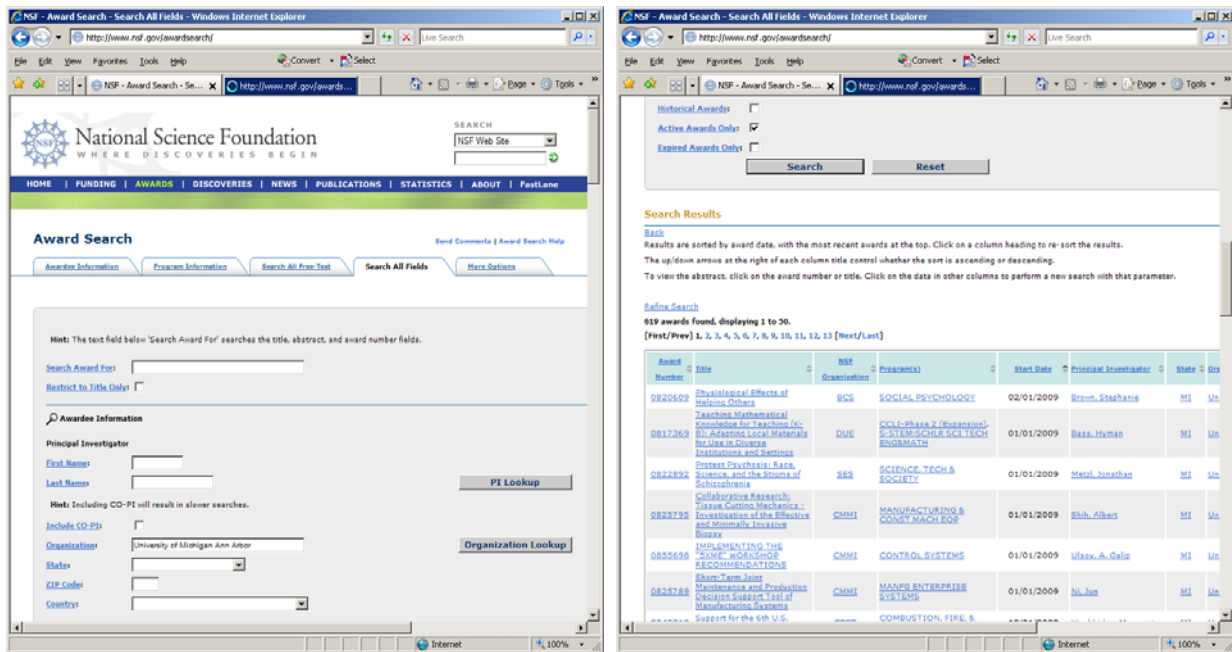 NSF - Award Search - Search All Fields - Windows Internet Explorer
http://www.nsf.gov/awardsearch/
Live Search
File Edit View Favorites Tools Help
Convert Select
NSF - Award Search - Se... http://www.nsf.gov/awards...
Page Tools
National Science Foundation
WHERE DISCOVERIES BEGIN
NSF
SEARCH
NSF Web Site
HOME | FUNDING | AWARDS | DISCOVERIES | NEWS | PUBLICATIONS | STATISTICS | ABOUT | FastLane
Award Search
Send Comments | Award Search Help
Awardee Information Program Information Search All Free-Text Search All Fields More Options
Hint: The text field below 'Search Award For' searches the title, abstract, and award number fields.
Search Award For:
Restrict to Title Only:
Awardee Information
Principal Investigator
First Name:
Last Name:
PI Lookup
Hint: Including CO-PI will result in slower searches.
Include CO-PI:
Organization: University of Michigan Ann Arbor Organization Lookup
State:
ZIP Code:
Country:
Internet 100%
NSF - Award Search - Search All Fields - Windows Internet Explorer
http://www.nsf.gov/awardsearch/
Live Search
File Edit View Favorites Tools Help
Convert Select
NSF - Award Search - Se... http://www.nsf.gov/awards...
Page Tools
Historical Awards:
Active Awards Only:
Expired Awards Only:
Search Reset
Search Results
Back
Results are sorted by award date, with the most recent awards at the top. Click on a column heading to re-sort the results.
The up/down arrows at the right of each column title control whether the sort is ascending or descending.
To view the abstract, click on the award number or title. Click on the data in other columns to perform a new search with that parameter.
Refine Search
619 awards found, displaying 1 to 50.
[First/Prev] 1, 2, 3, 4, 5, 6, 7, 8, 9, 10, 11, 12, 13 [Next/Last]
Award Number Title NSF Organization Program(s) Start Date Principal Investigator State Org
0820609 Physiological Effects of Helping Others BCS SOCIAL PSYCHOLOGY 02/01/2009 Brown, Stephanie MI Un
0817369 Teaching Mathematical Knowledge for Teaching (K-8): Adapting Local Materials for Use in Diverse Institutions and Settings DUE CCLI-Phase 2 (Expansion), S-STEM:SCHLR SCI TECH ENG&MATH 01/01/2009 Bass, Hyman MI Un
0822892 Protest Psychosis: Race, Science, and the Stigma of Schizophrenia SES SCIENCE, TECH & SOCIETY 01/01/2009 Metzl, Jonathan MI Un
0825795 Collaborative Research: Tissue Cutting Mechanics - Investigation of the Effective and Minimally Invasive Biopsy CMMI MANUFACTURING & CONST MACH EQP 01/01/2009 Shih, Albert MI Un
0855698 IMPLEMENTING THE "5XME" WORKSHOP RECOMMENDATIONS CMMI CONTROL SYSTEMS 01/01/2009 Ulsoy, A. Galip MI Un
0825789 Short-Term Joint Maintenance and Production Decision Support Tool of Manufacturing Systems CMMI MANFG ENTERPRISE SYSTEMS 01/01/2009 Ni, Jun MI Un
Support for the 6th U.S. COMBUSTION, FIRE, &
Internet 100%